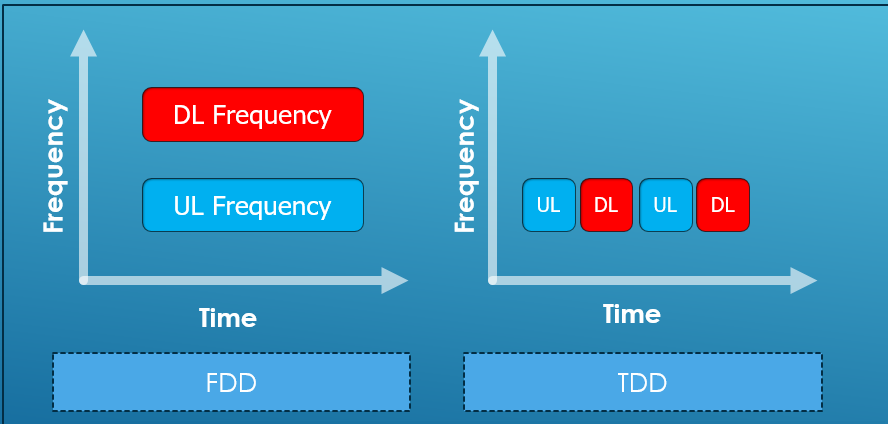 Frequency
DL Frequency
UL Frequency
Time
FDD
Frequency
UL
DL
UL
DL
Time
TDD